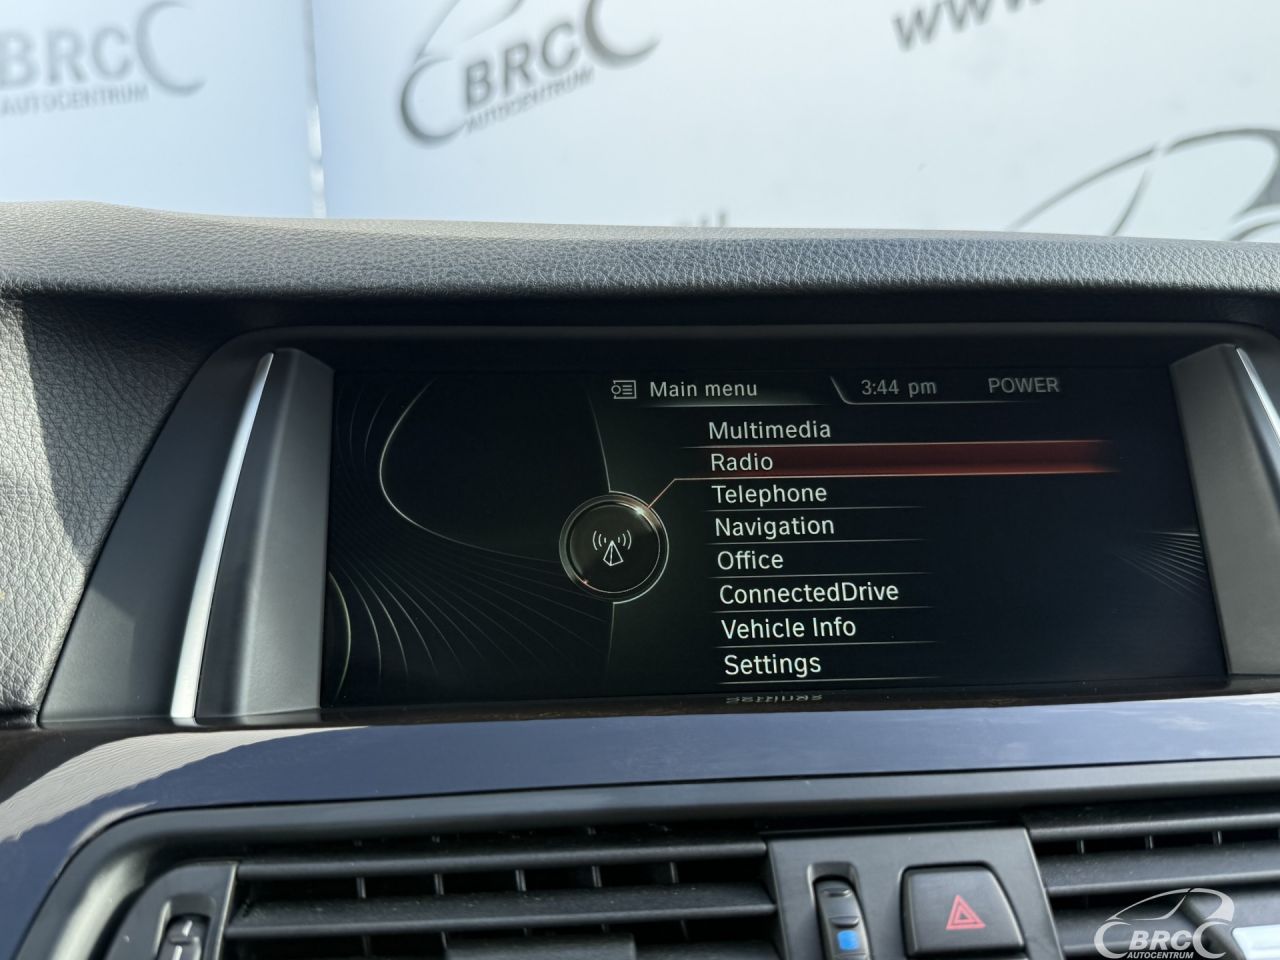 BRC
AUTOCENTRUM
BRC
AUTOCENTRUM
www.
Main menu
3:44 pm
POWER
Multimedia
Radio
Telephone
Navigation
Office
ConnectedDrive
Vehicle Info
Settings
BRC
AUTOCENTRUM